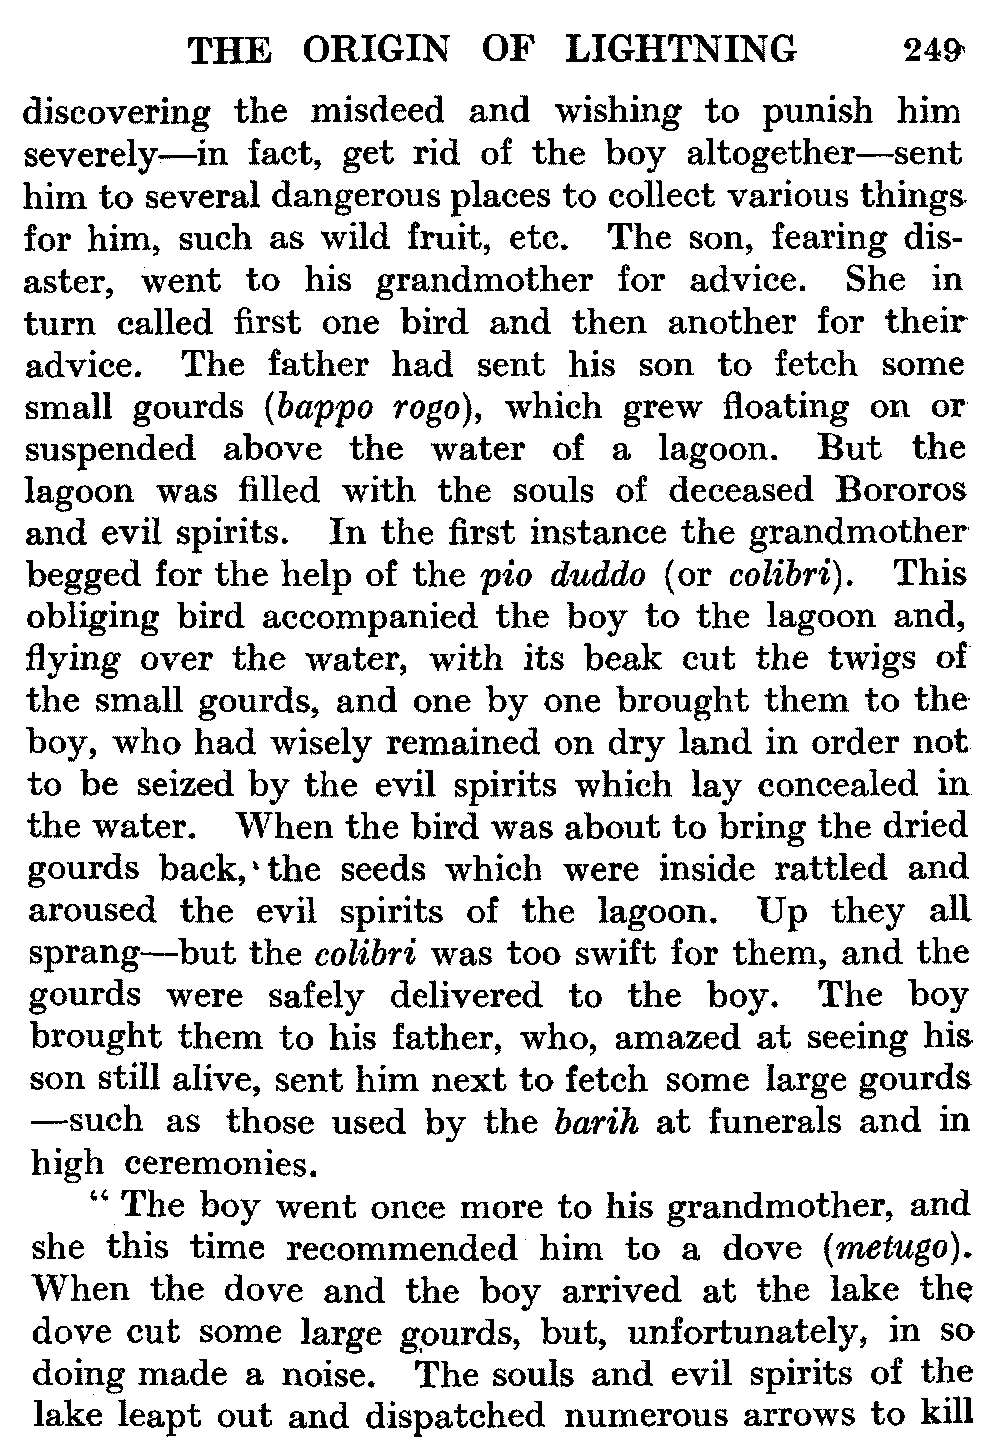 THE ORIGIN OF LIGHTNING 249
discovering the misdeed and wishing to punish him
severely—in fact, get rid of the boy altogether—sent
him to several dangerous places to collect various things
for him, such as wild fruit, etc. The son, fearing dis-
aster, went to his grandmother for advice. She in
turn called first one bird and then another for their
advice. The father had sent his son to fetch some
small gourds (bappo rogo), which grew floating on or
suspended above the water of a lagoon. But the
lagoon was filled with the souls of deceased Bororos
and evil spirits. In the first instance the grandmother
begged for the help of the pio duddo (or colibri). This
obliging bird accompanied the boy to the lagoon and,
flying over the water, with its beak cut the twigs of
the small gourds, and one by one brought them to the
boy, who had wisely remained on dry land in order not
to be seized by the evil spirits which lay concealed in
the water. When the bird was about to bring the dried
gourds back, the seeds which were inside rattled and
aroused the evil spirits of the lagoon. Up they all
sprang—but the colibri was too swift for them, and the
gourds were safely delivered to the boy. The boy
brought them to his father, who, amazed at seeing his
son still alive, sent him next to fetch some large gourds
—such as those used by the barih at funerals and in
high ceremonies.
“ The boy went once more to his grandmother, and
she this time recommended him to a dove (metugo).
When the dove and the boy arrived at the lake the
dove cut some large gourds, but, unfortunately, in so
doing made a noise. The souls and evil spirits of the
lake leapt out and dispatched numerous arrows to kill